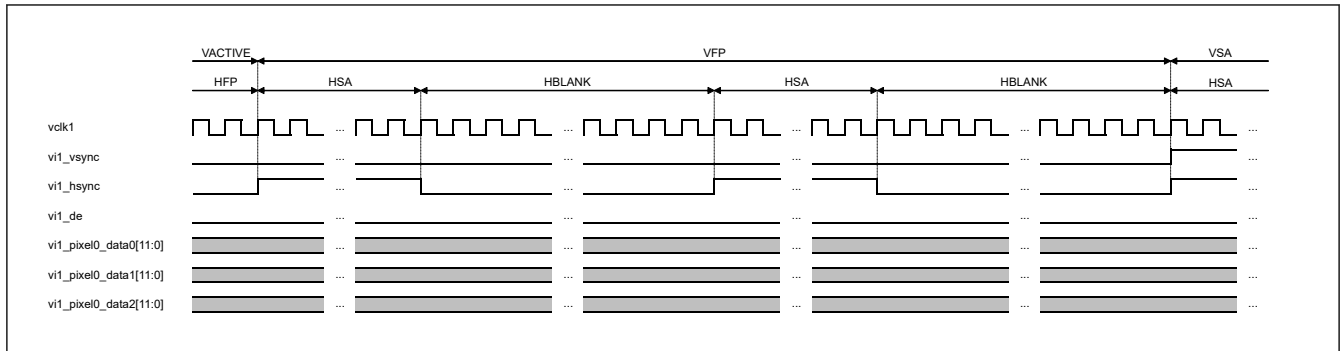 VACTIVE VFP VSA
HFP HSA HBLANK HSA HBLANK HSA
vclk1 ... ... ... ... ...
vi1_vsync ... ... ... ... ...
vi1_hsync ... ... ... ... ...
vi1_de ... ... ... ... ...
vi1_pixel0_data0[11:0] ... ... ... ... ...
vi1_pixel0_data1[11:0] ... ... ... ... ...
vi1_pixel0_data2[11:0] ... ... ... ... ...